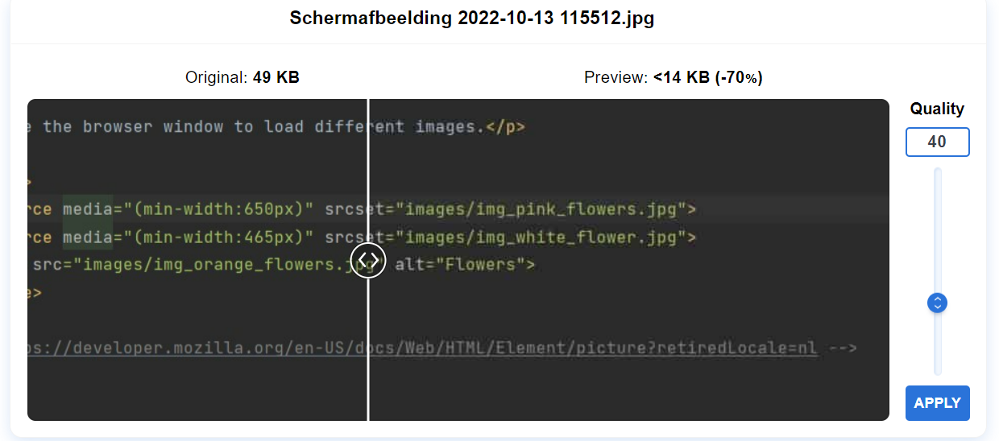 Schermafbeelding 2022-10-13 115512.jpg
Original: 49 KB
Preview: <14 KB (-70%)
Quality
40
the browser window to load different images.</p>
>
rce media="(min-width:650px)" srcset="images/img_pink_flowers.jpg">
rce media="(min-width:465px)" srcset="images/img_white_flower.jpg">
src="images/img_orange_flowers.jpg" alt="Flowers">
e>
ps://developer.mozilla.org/en-US/docs/Web/HTML/Element/picture?retiredLocale=nl -->
APPLY